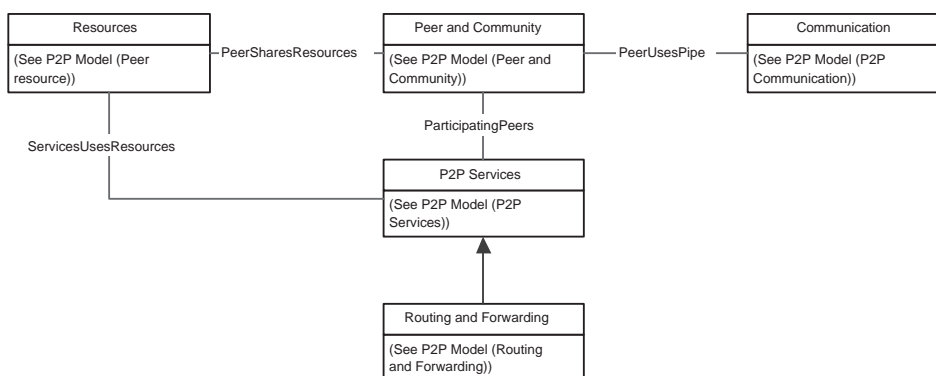 Resources
Peer and Community
Communication
(See P2P Model (Peer
resource))
PeerSharesResources
(See P2P Model (Peer and
Community))
PeerUsesPipe
(See P2P Model (P2P
Communication))
ParticipatingPeers
ServicesUsesResources
P2P Services
(See P2P Model (P2P
Services))
Routing and Forwarding
(See P2P Model (Routing
and Forwarding))